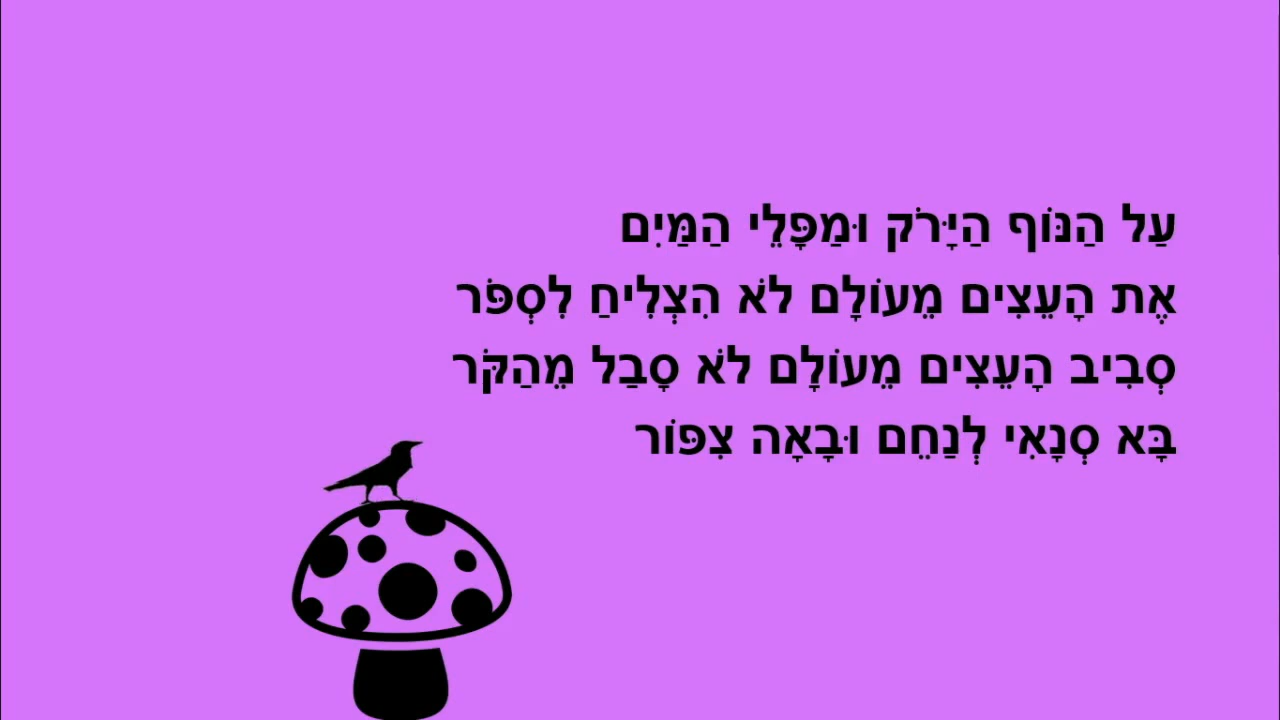 עַל הַנּוֹף הַיָּרֹק וּמַפָּלֵי הַמַּיִם
אֶת הָעֵצִים מֵעוֹלָם לֹא הִצְלִיחַ לִסְפֹּר
סְבִיב הָעֵצִים מֵעוֹלָם לֹא סָבַל מֵהַקֹּר
בָּא סְנָאִי לְנַחֵם וּבָאָה צִפּוֹר